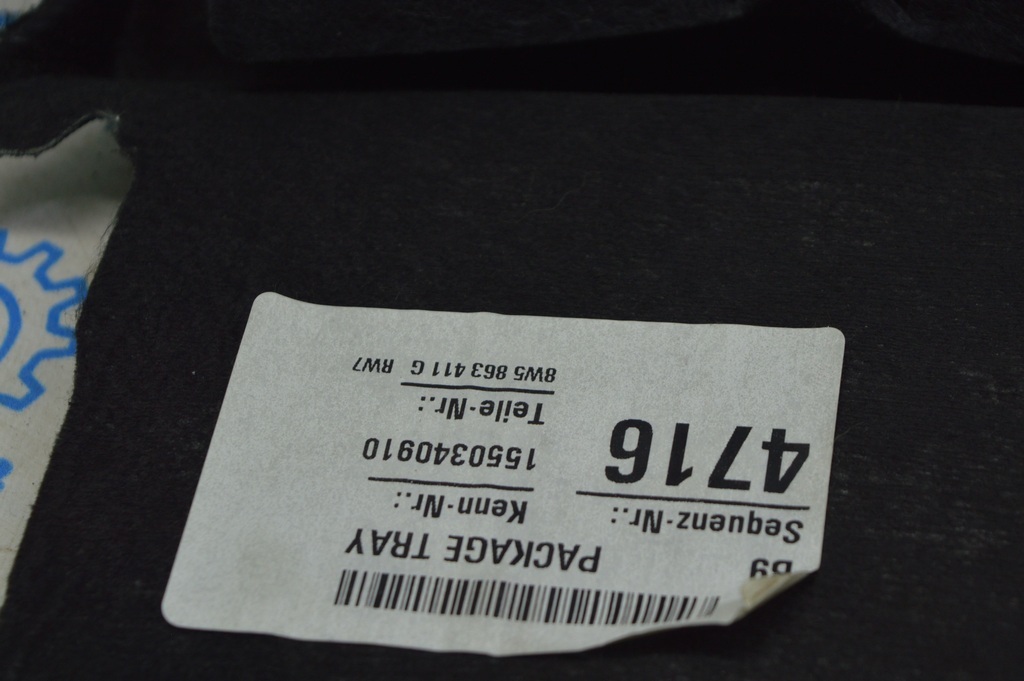 B9
PACKAGE TRAY
Sequenz-Nr.:
4716
Kenn-Nr.:
1550340910
Teile-Nr.:
8W5 863 411 G RW7